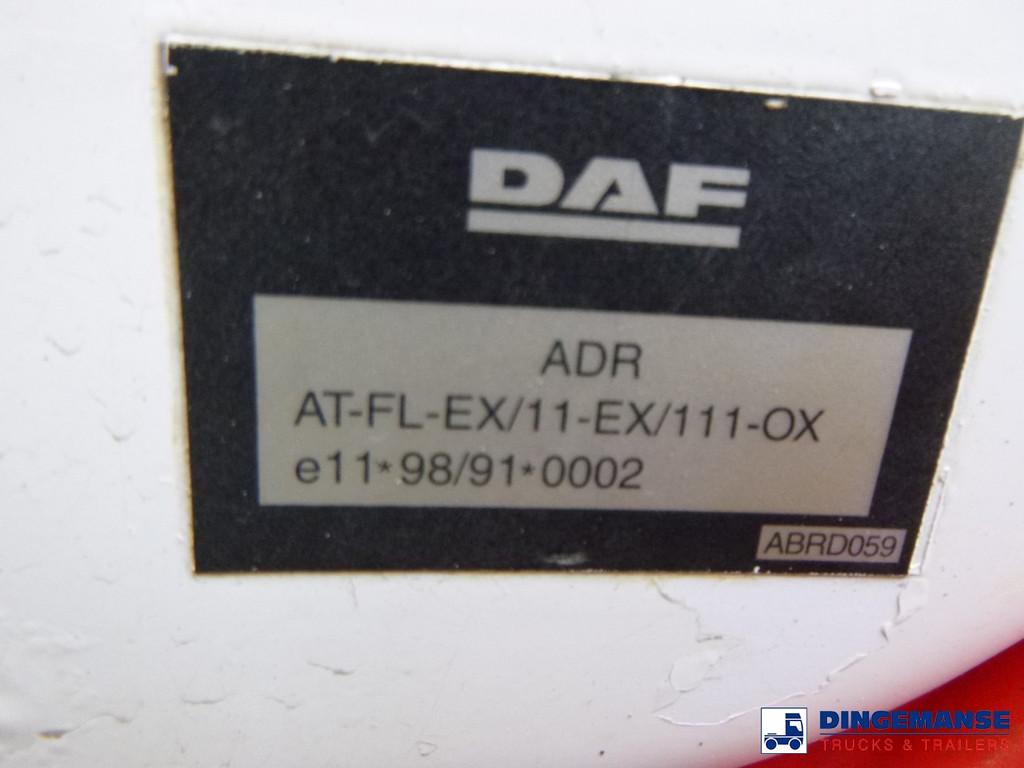 DAF
ADR
AT-FL-EX/11-EX/111-OX
e11*98/91*0002
ABRD059
DINGEMANSE
TRUCKS & TRAILERS